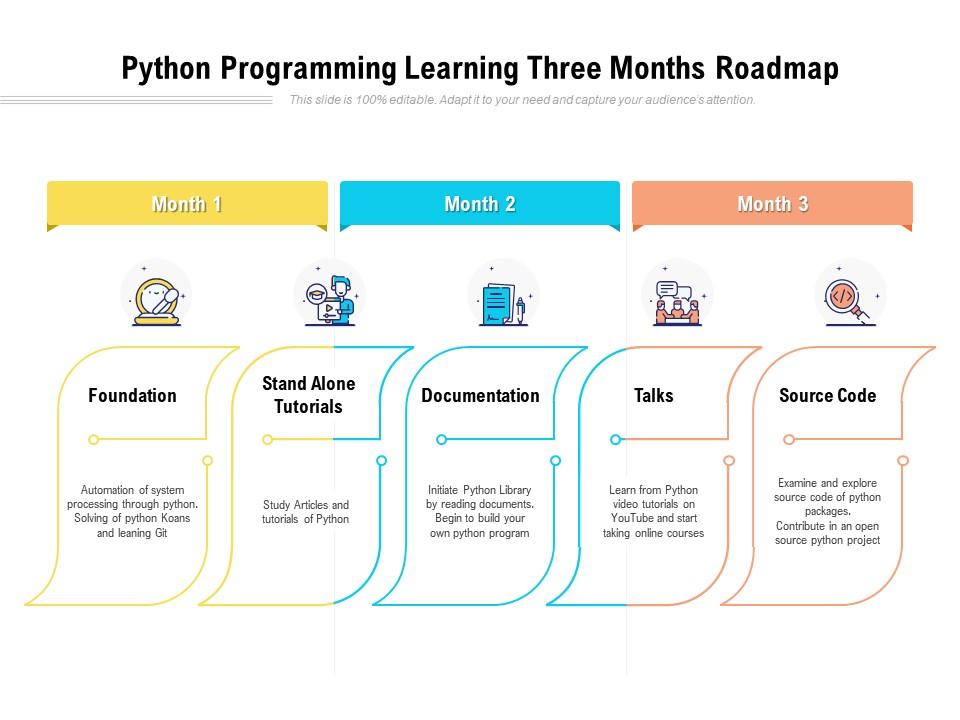 Python Programming Learning Three Months Roadmap
This slide is 100% editable. Adapt it to your need and capture your audience's attention.
Month 1
Month 2
Month 3
Foundation
Automation of system
processing through python.
Solving of python Koans
and leaning Git
Stand Alone
Tutorials
Study Articles and
tutorials of Python
Documentation
Initiate Python Library
by reading documents.
Begin to build your
own python program
Talks
Learn from Python
video tutorials on
YouTube and start
taking online courses
Source Code
Examine and explore
source code of python
packages.
Contribute in an open
source python project